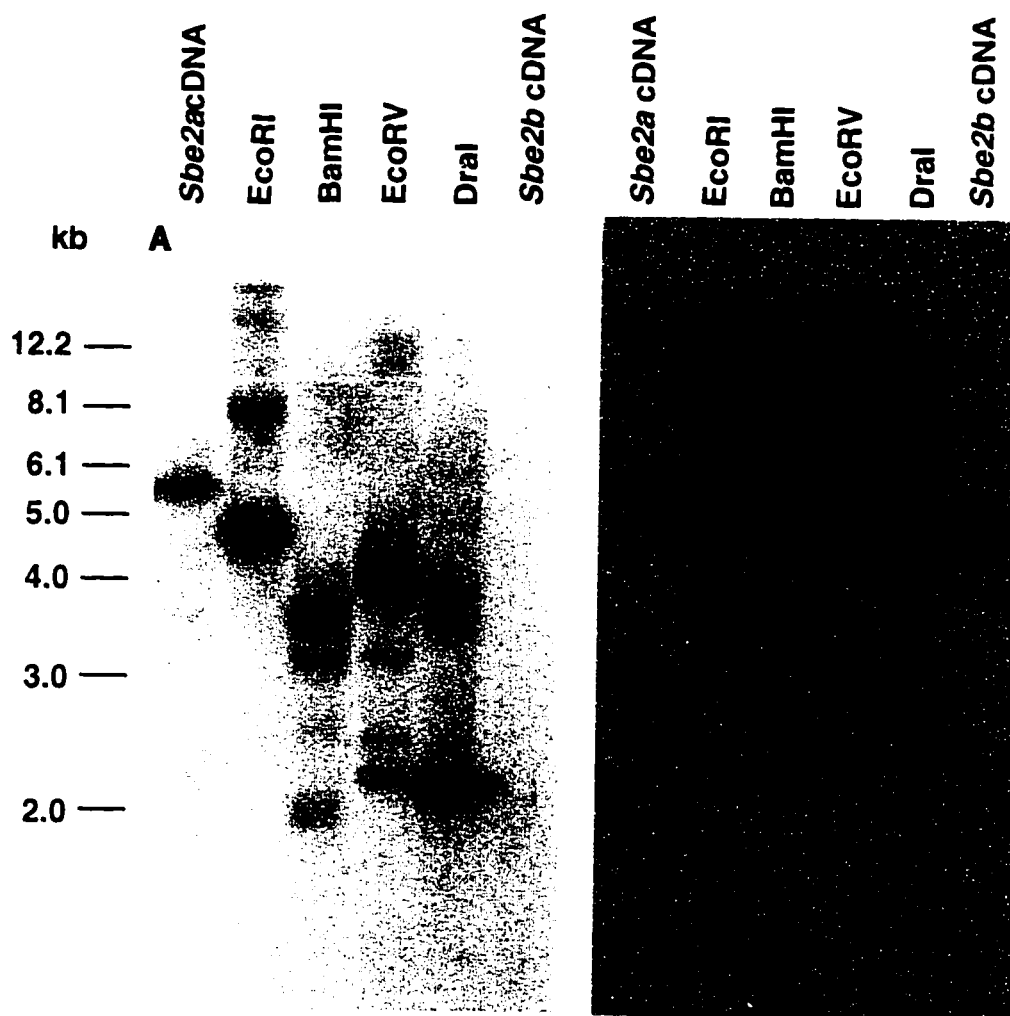 Sbe2acDNA
EcoRI
BamHI
EcoRV
DraI
Sbe2b cDNA
Sbe2a cDNA
EcoRI
BamHI
EcoRV
DraI
Sbe2b cDNA
kb
A
12.2
8.1
6.1
5.0
4.0
3.0
2.0